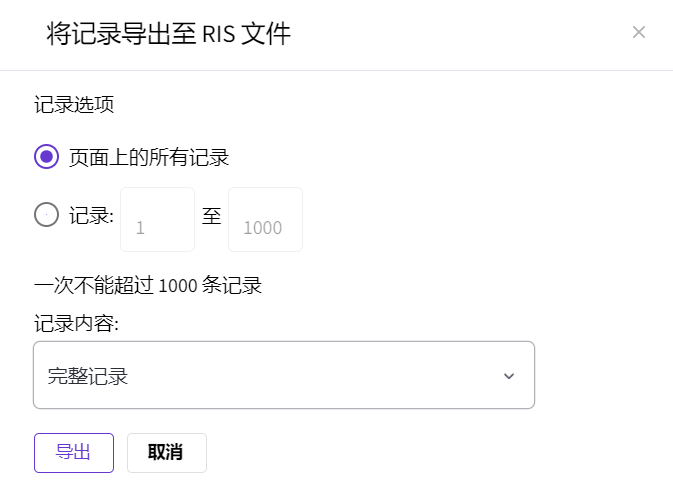 将记录导出至 RIS 文件
记录选项
页面上的所有记录
记录: 1 至 1000
一次不能超过 1000 条记录
记录内容:
完整记录
导出 取消